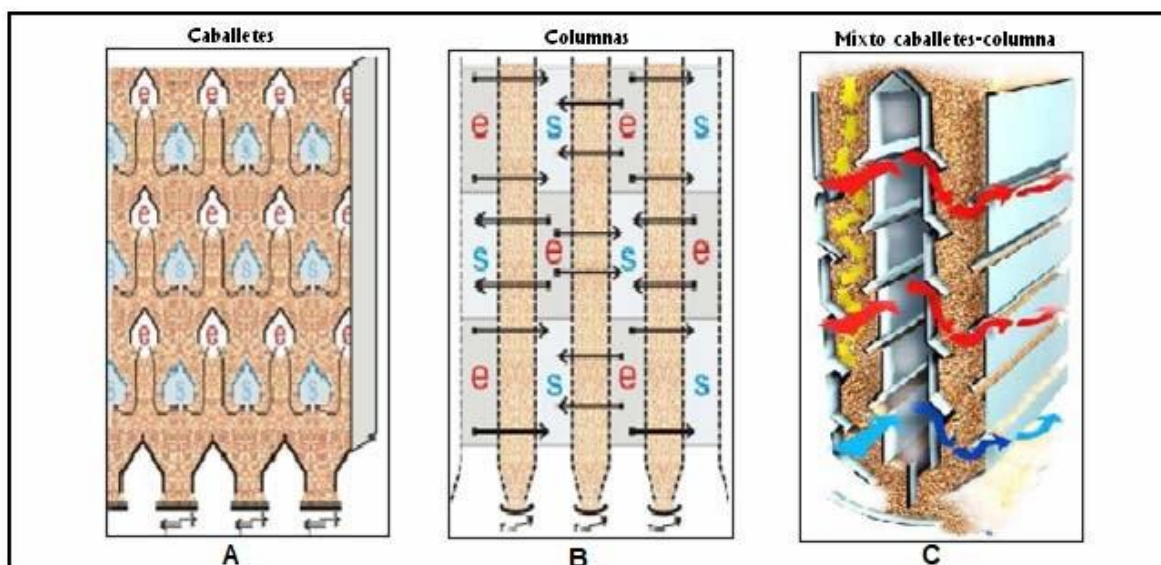 Caballetes
Columnas
Mixto caballetes-columna
e e e e
s s s s
e e e e
s s s s
e e e e
s s s s
e s e s
s e s e
e s e s
A
B
C